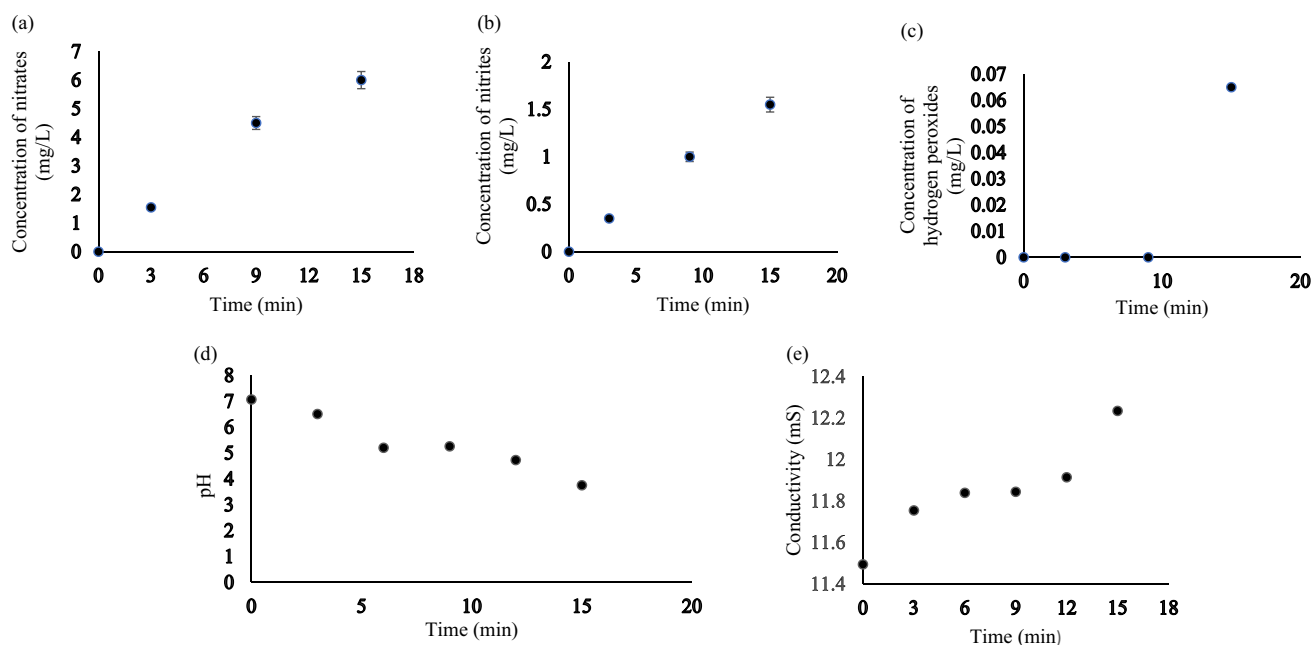 (a)
Concentration of nitrates
(mg/L)
7
6
5
4
3
2
1
0
0 3 6 9 12 15 18
Time (min)
(b)
Concentration of nitrites
(mg/L)
2
1.5
1
0.5
0
0 5 10 15 20
Time (min)
(c)
Concentration of
hydrogen peroxides
(mg/L)
0.07
0.06
0.05
0.04
0.03
0.02
0.01
0
0 10 20
Time (min)
(d)
pH
8
7
6
5
4
3
2
1
0
0 5 10 15 20
Time (min)
(e)
Conductivity (mS)
12.4
12.2
12
11.8
11.6
11.4
0 3 6 9 12 15 18
Time (min)